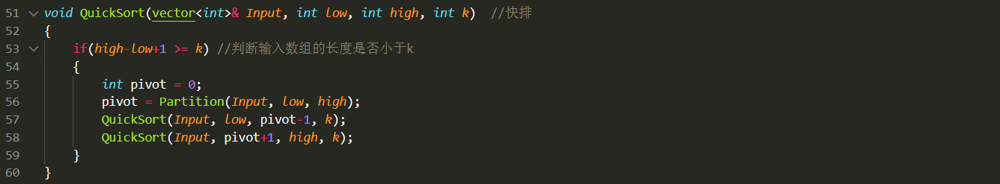 51 void QuickSort(vector<int>& Input, int low, int high, int k)  //快排
52 {
53     if(high-low+1 >= k) //判断输入数组的长度是否小于k
54     {
55         int pivot = 0;
56         pivot = Partition(Input, low, high);
57         QuickSort(Input, low, pivot-1, k);
58         QuickSort(Input, pivot+1, high, k);
59     }
60 }